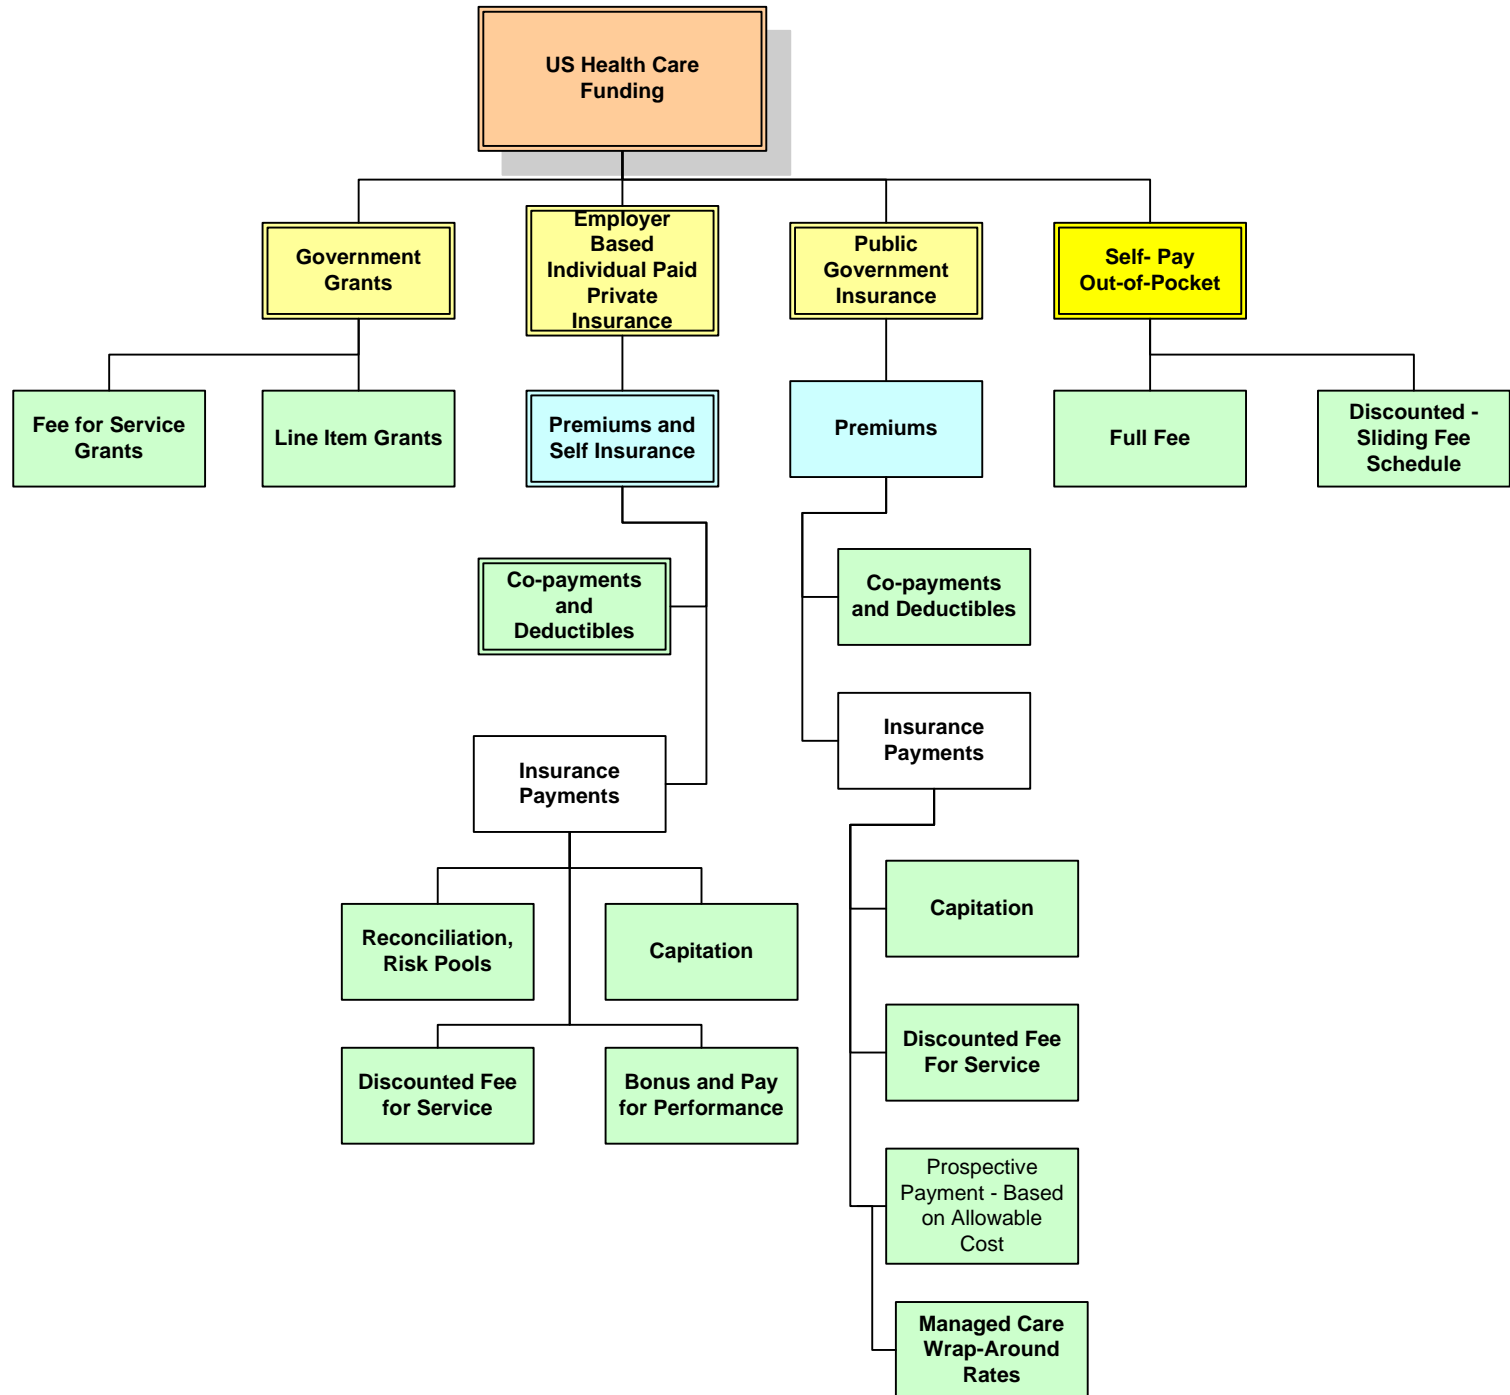 US Health Care
Funding
Government
Grants
Employer
Based
Individual Paid
Private
Insurance
Public
Government
Insurance
Self- Pay
Out-of-Pocket
Fee for Service
Grants
Line Item Grants
Premiums and
Self Insurance
Premiums
Full Fee
Discounted -
Sliding Fee
Schedule
Co-payments
and
Deductibles
Co-payments
and Deductibles
Insurance
Payments
Insurance
Payments
Reconciliation,
Risk Pools
Capitation
Capitation
Discounted Fee
for Service
Bonus and Pay
for Performance
Discounted Fee
For Service
Prospective
Payment - Based
on Allowable
Cost
Managed Care
Wrap-Around
Rates